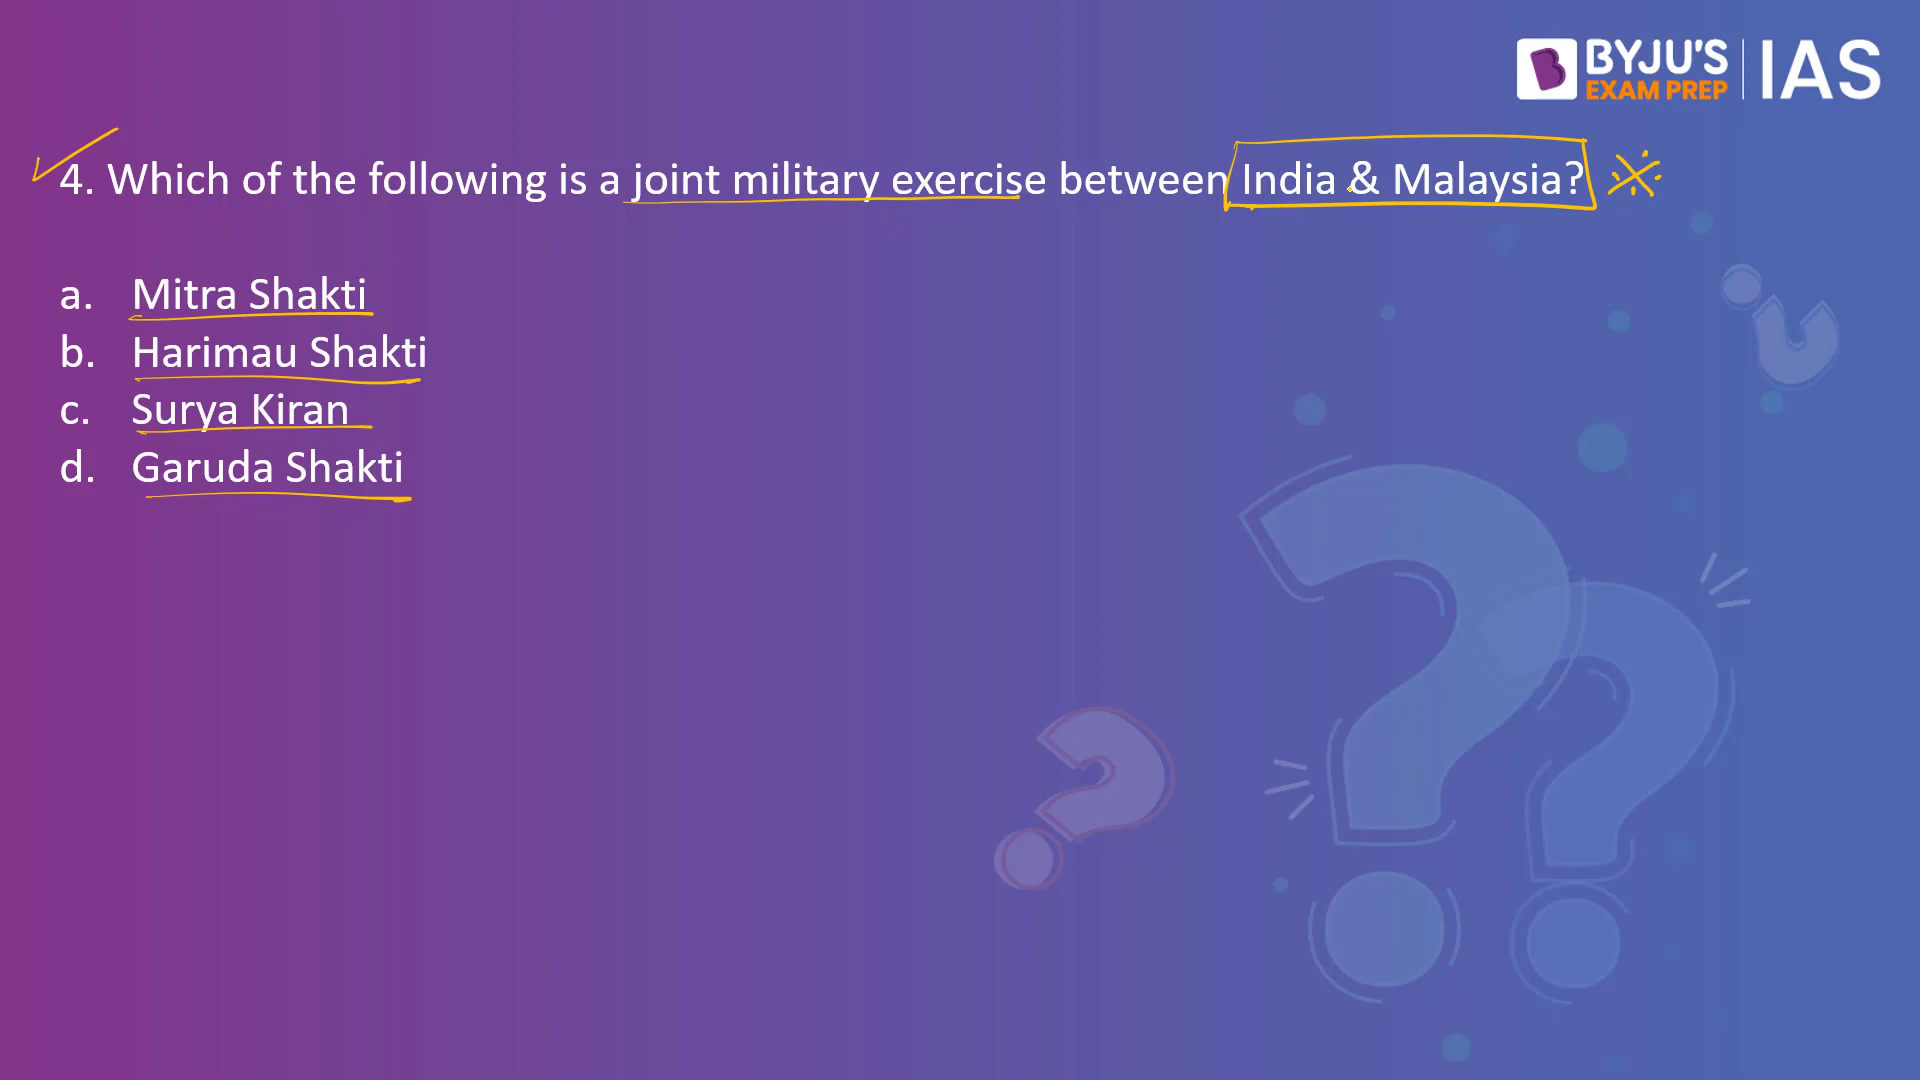 BYJU'S
EXAM PREP
IAS
4. Which of the following is a joint military exercise between India & Malaysia?
a. Mitra Shakti
b. Harimau Shakti
c. Surya Kiran
d. Garuda Shakti